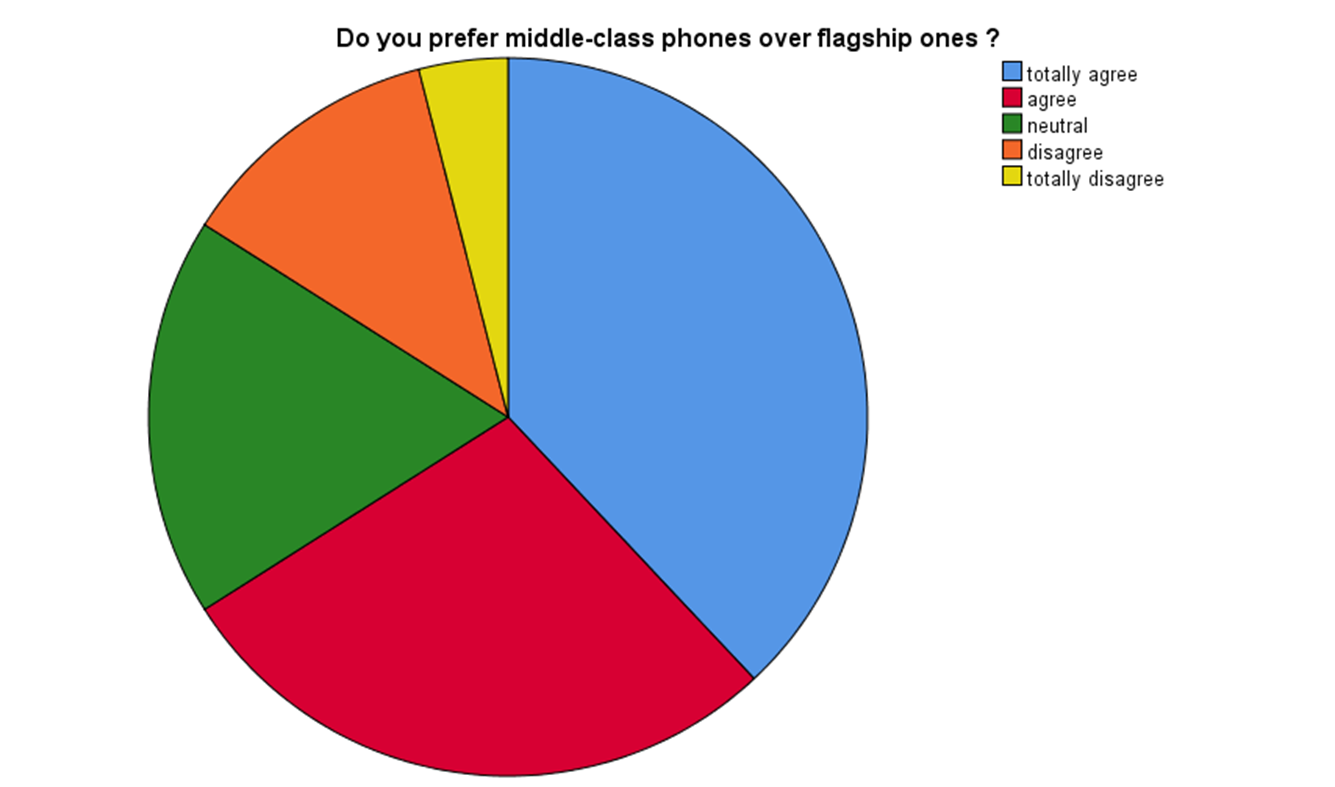 Do you prefer middle-class phones over flagship ones ?
totally agree
agree
neutral
disagree
totally disagree